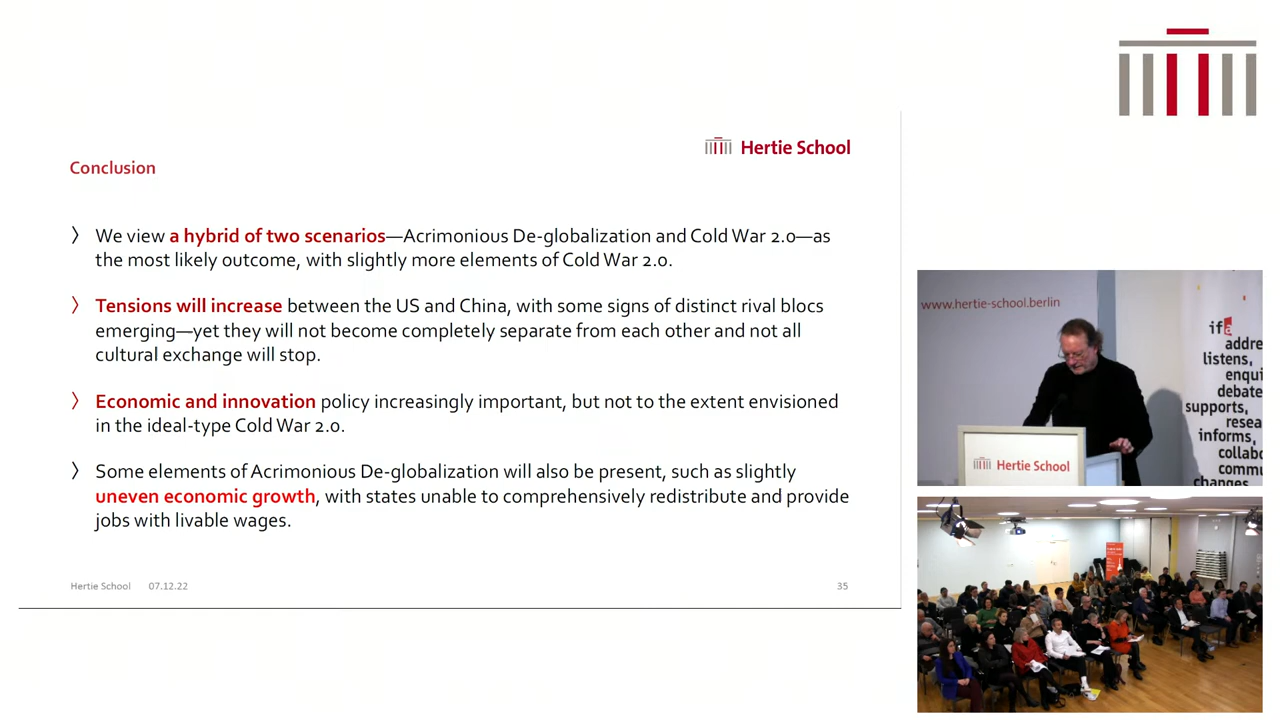 Hertie School
Conclusion
〉 We view a hybrid of two scenarios—Acrimonious De-globalization and Cold War 2.0—as
the most likely outcome, with slightly more elements of Cold War 2.0.
〉 Tensions will increase between the US and China, with some signs of distinct rival blocs
emerging—yet they will not become completely separate from each other and not all
cultural exchange will stop.
〉 Economic and innovation policy increasingly important, but not to the extent envisioned
in the ideal-type Cold War 2.0.
〉 Some elements of Acrimonious De-globalization will also be present, such as slightly
uneven economic growth, with states unable to comprehensively redistribute and provide
jobs with livable wages.
Hertie School 07.12.22 35
www.hertie-school.berlin
ifa
addre
listens,
enqui
debate
supports,
resea
informs,
collabo
commu
changes
Hertie School